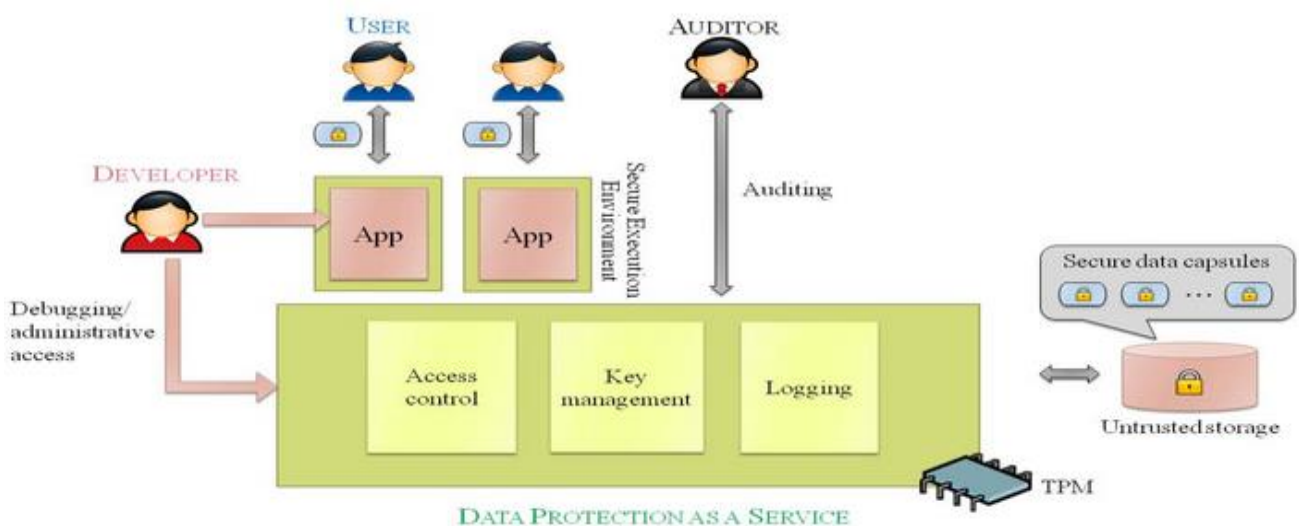 USER
AUDITOR
DEVELOPER
App
App
Secure Execution
Environment
Auditing
Secure data capsules
...
Debugging/
administrative
access
Access
control
Key
management
Logging
Untrusted storage
TPM
DATA PROTECTION AS A SERVICE